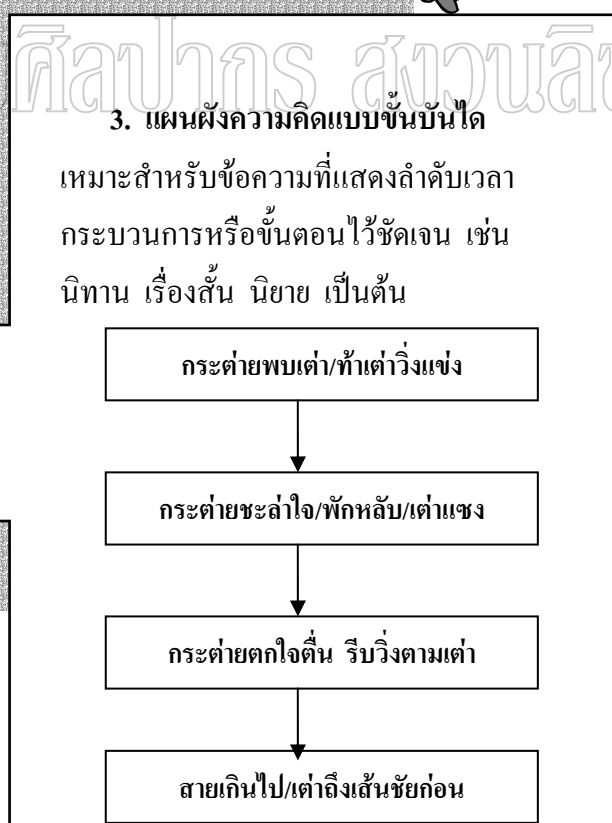 ศิลปากร สงวนลิข
3. แผนผังความคิดแบบขั้นบันได
เหมาะสำหรับข้อความที่แสดงลำดับเวลา
กระบวนการหรือขั้นตอนไว้ชัดเจน เช่น
นิทาน เรื่องสั้น นิยาย เป็นต้น
กระต่ายพบเต่า/ท้าเต่าวิ่งแข่ง
กระต่ายชะล่าใจ/พักหลับ/เต่าแซง
กระต่ายตกใจตื่น รีบวิ่งตามเต่า
สายเกินไป/เต่าถึงเส้นชัยก่อน